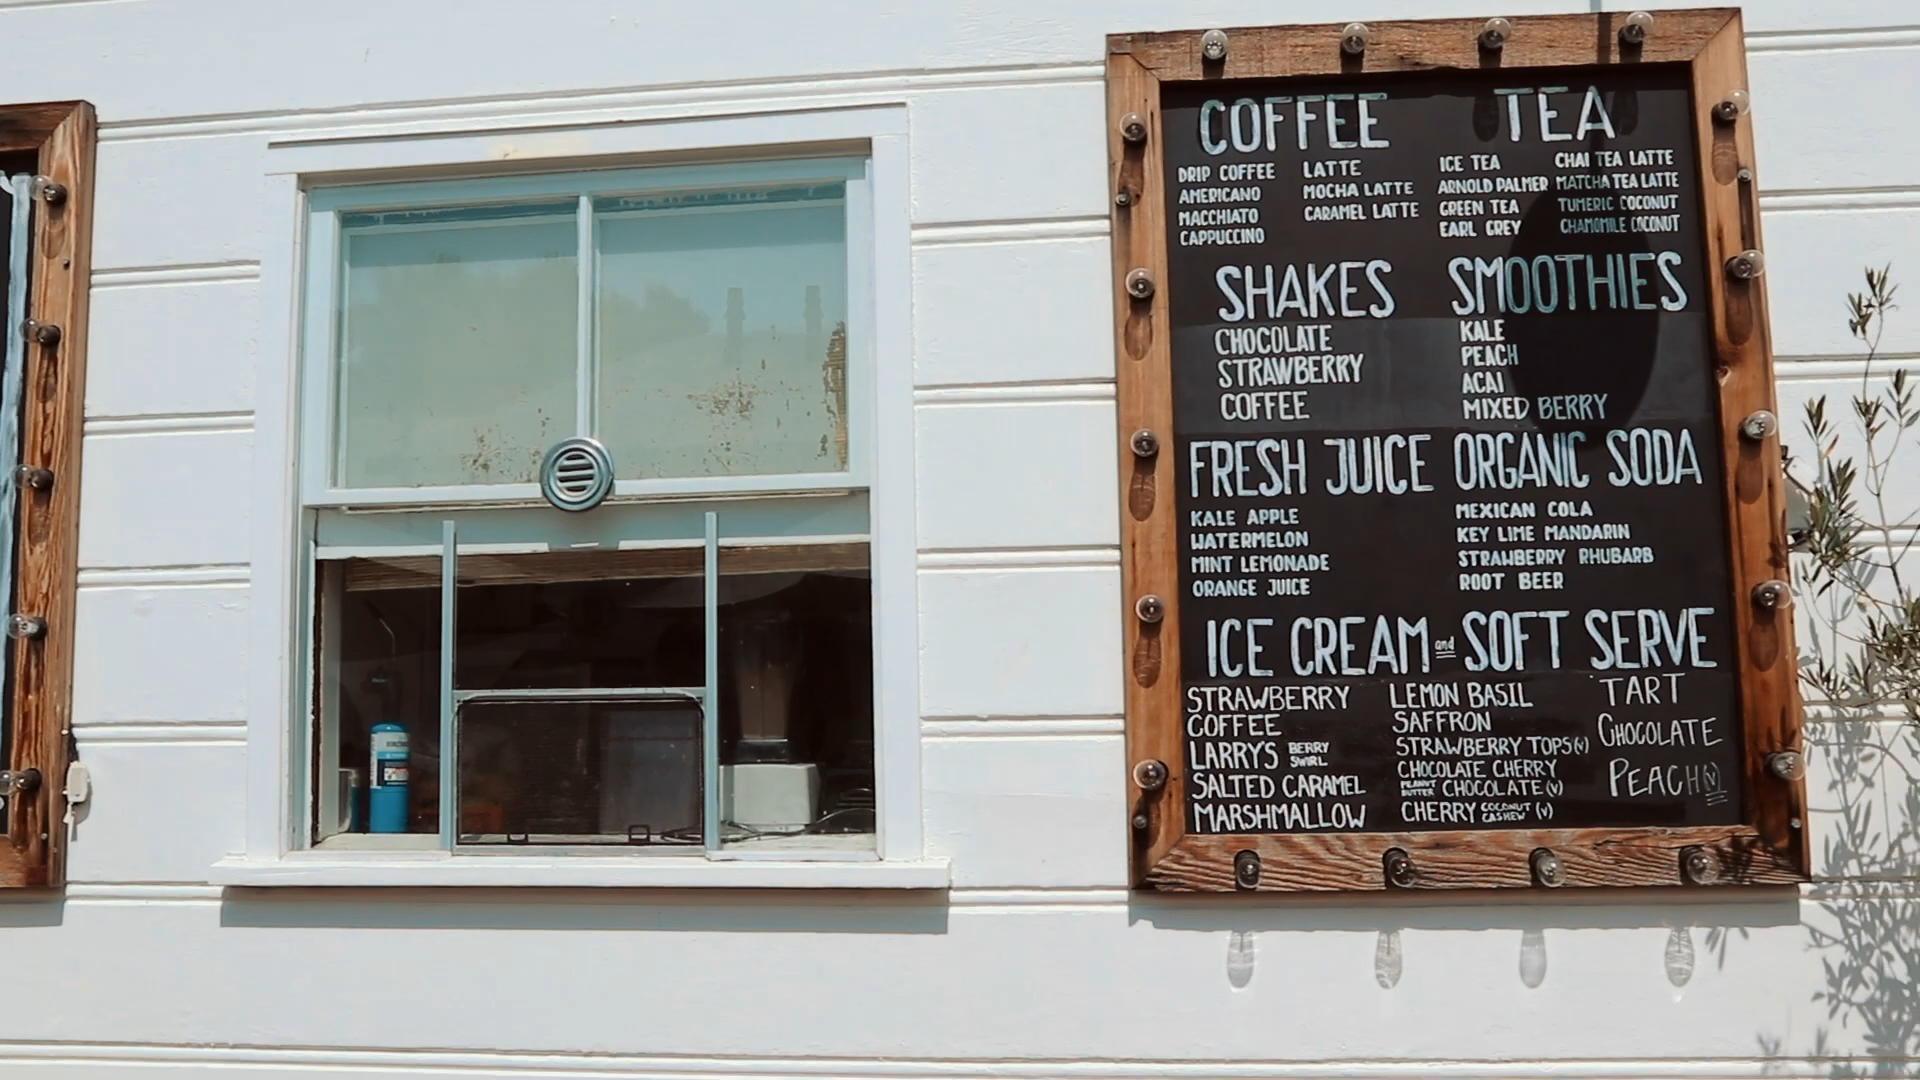 COFFEE
DRIP COFFEE
AMERICANO
MACCHIATO
CAPPUCCINO
LATTE
MOCHA LATTE
CARAMEL LATTE
TEA
ICE TEA
ARNOLD PALMER
GREEN TEA
EARL GREY
CHAI TEA LATTE
MATCHA TEA LATTE
TUMERIC COCONUT
CHAMOMILE COCONUT
SHAKES
CHOCOLATE
STRAWBERRY
COFFEE
SMOOTHIES
KALE
PEACH
ACAI
MIXED BERRY
FRESH JUICE
KALE APPLE
WATERMELON
MINT LEMONADE
ORANGE JUICE
ORGANIC SODA
MEXICAN COLA
KEY LIME MANDARIN
STRAWBERRY RHUBARB
ROOT BEER
ICE CREAM and SOFT SERVE
STRAWBERRY
COFFEE
LARRY'S BERRY SWIRL
SALTED CARAMEL
MARSHMALLOW
LEMON BASIL
SAFFRON
STRAWBERRY TOPS (V)
CHOCOLATE CHERRY
PEANUT BUTTER CHOCOLATE (V)
CHERRY COCONUT CASHEW (V)
TART
CHOCOLATE
PEACH (V)